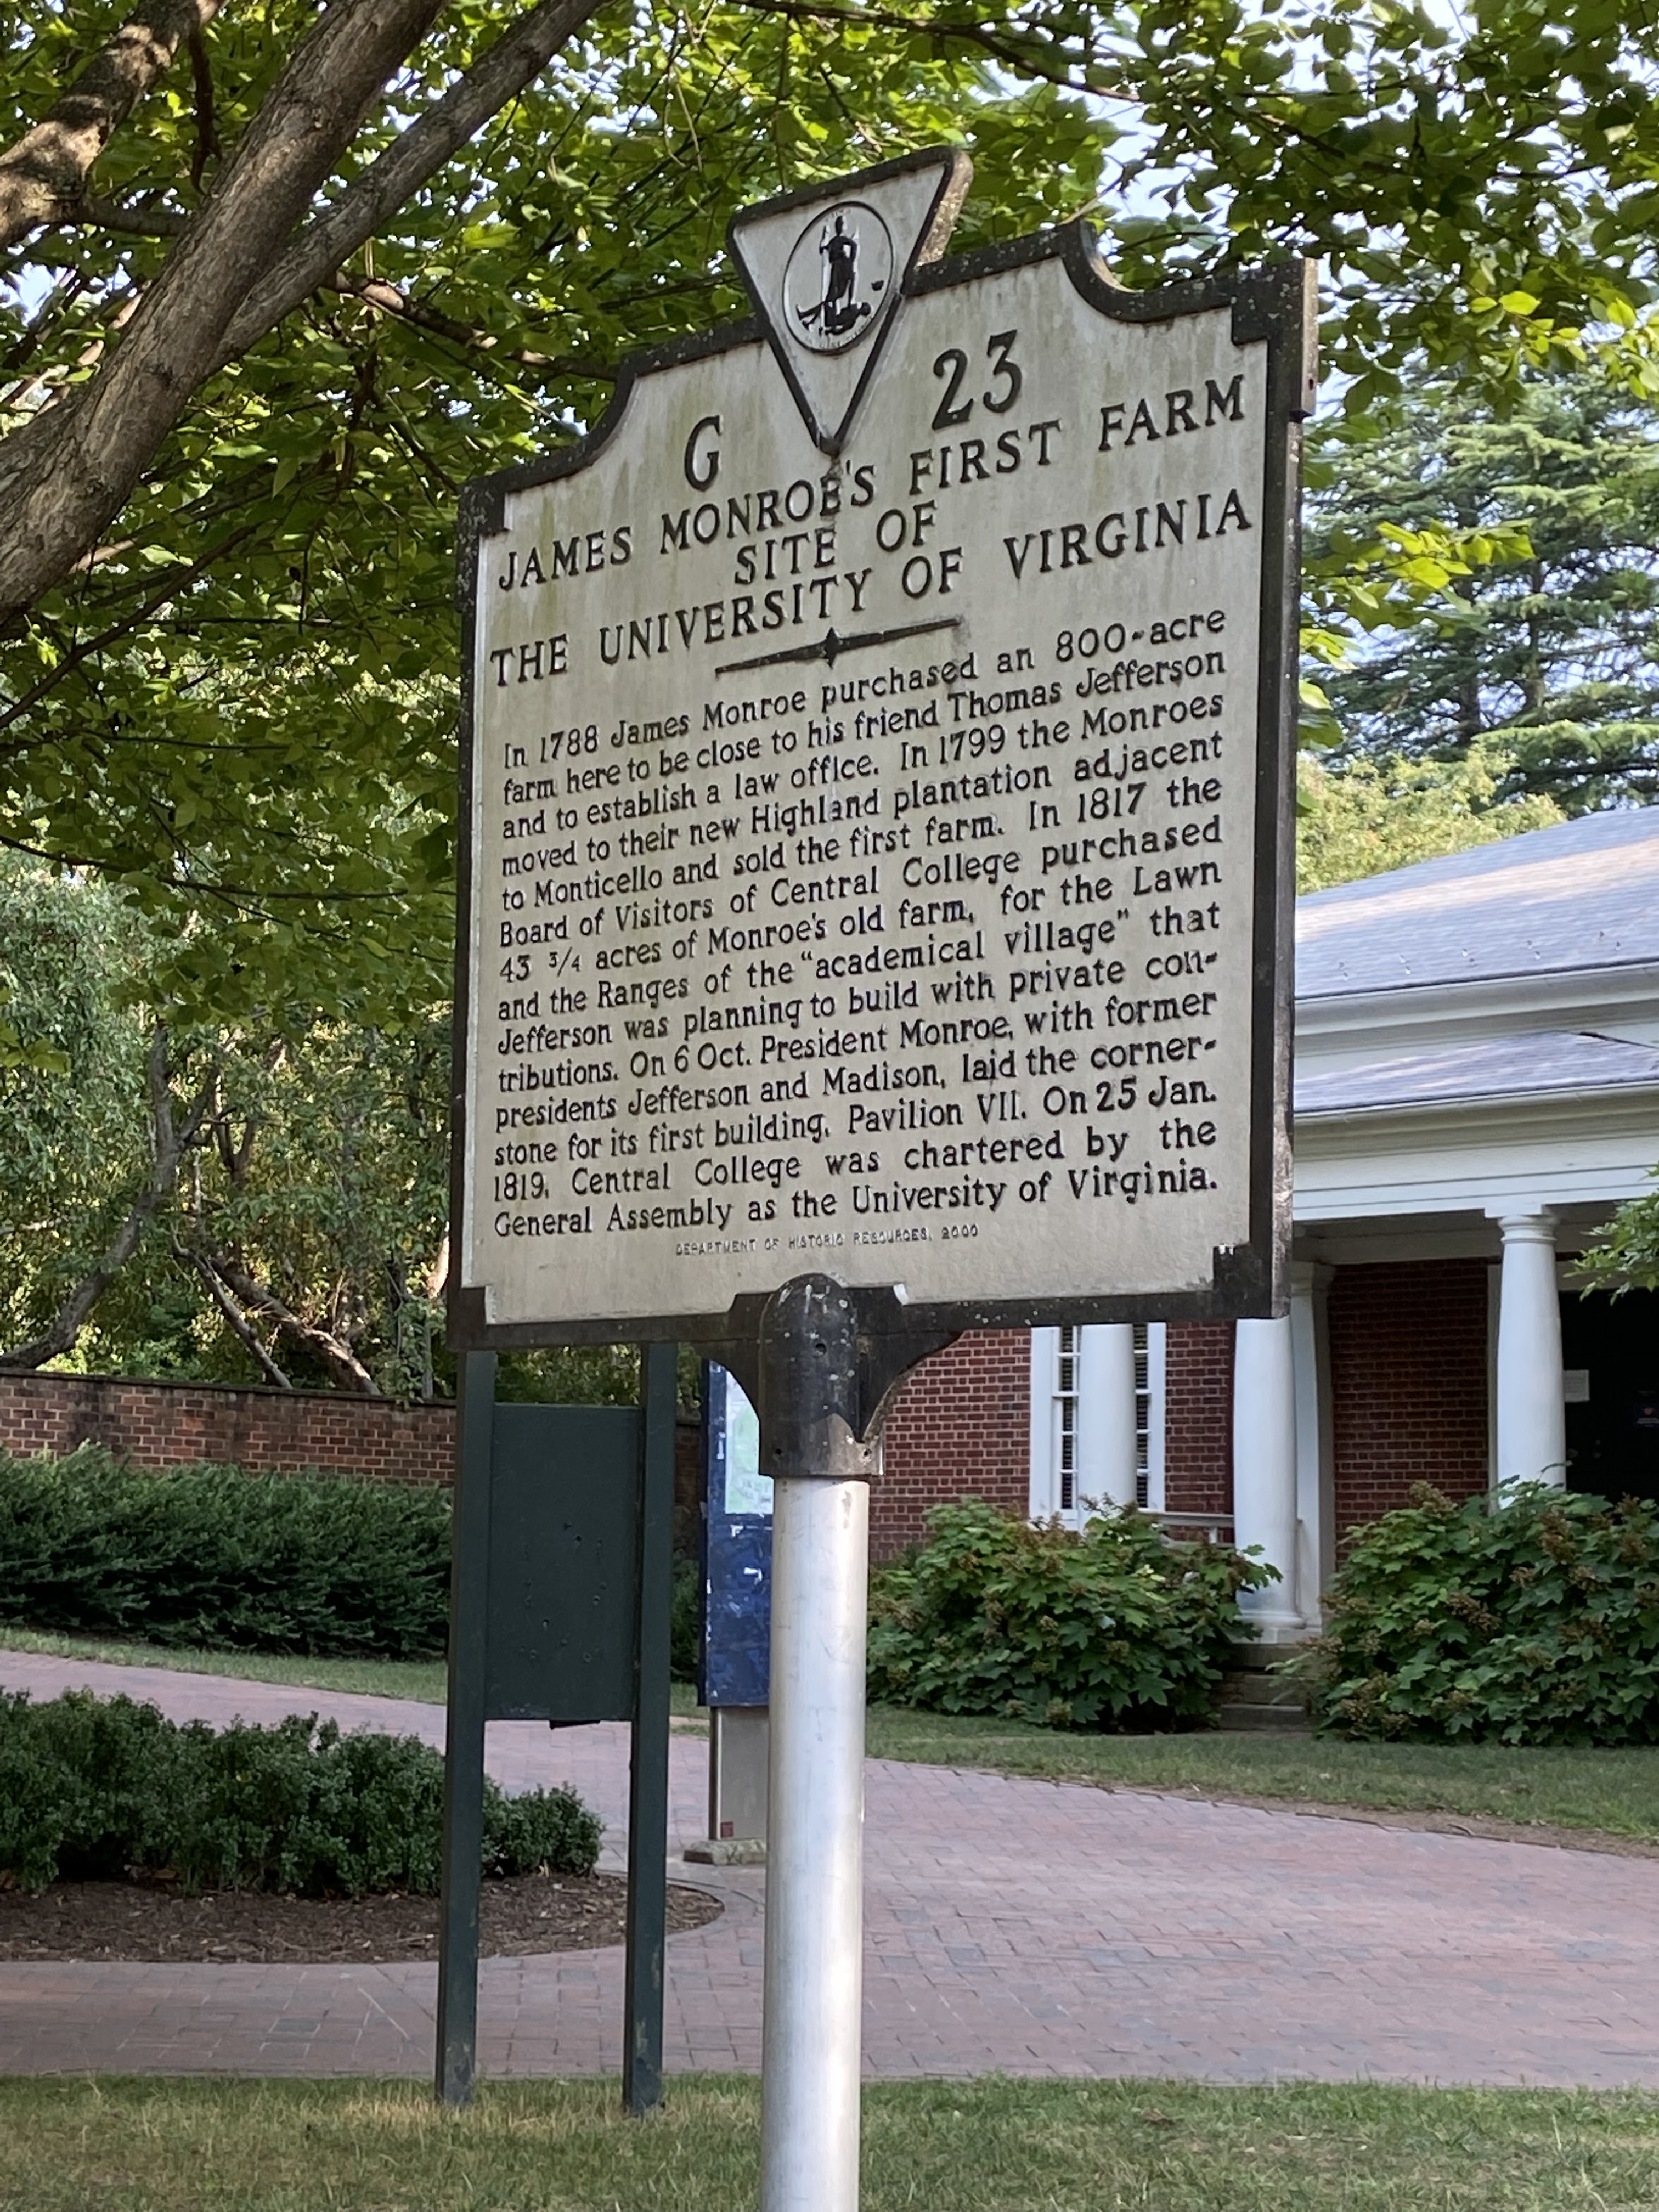 G 23
JAMES MONROE'S FIRST FARM
SITE OF
THE UNIVERSITY OF VIRGINIA
In 1788 James Monroe purchased an 800-acre
farm here to be close to his friend Thomas Jefferson
and to establish a law office. In 1799 the Monroes
moved to their new Highland plantation adjacent
to Monticello and sold the first farm. In 1817 the
Board of Visitors of Central College purchased
43 3/4 acres of Monroe's old farm, for the Lawn
and the Ranges of the "academical village" that
Jefferson was planning to build with private con-
tributions. On 6 Oct. President Monroe, with former
presidents Jefferson and Madison, laid the corner-
stone for its first building, Pavilion VII. On 25 Jan.
1819, Central College was chartered by the
General Assembly as the University of Virginia.
DEPARTMENT OF HISTORIC RESOURCES, 2000